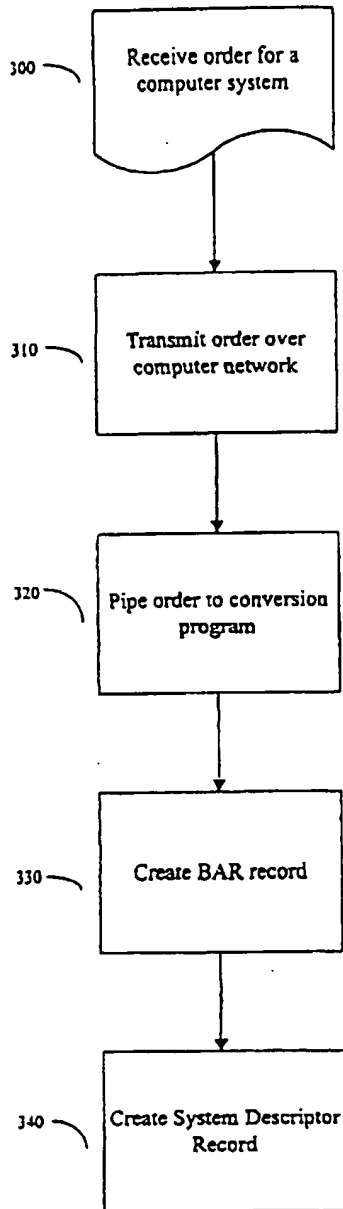 300
Receive order for a
computer system
310
Transmit order over
computer network
320
Pipe order to conversion
program
330
Create BAR record
340
Create System Descriptor
Record